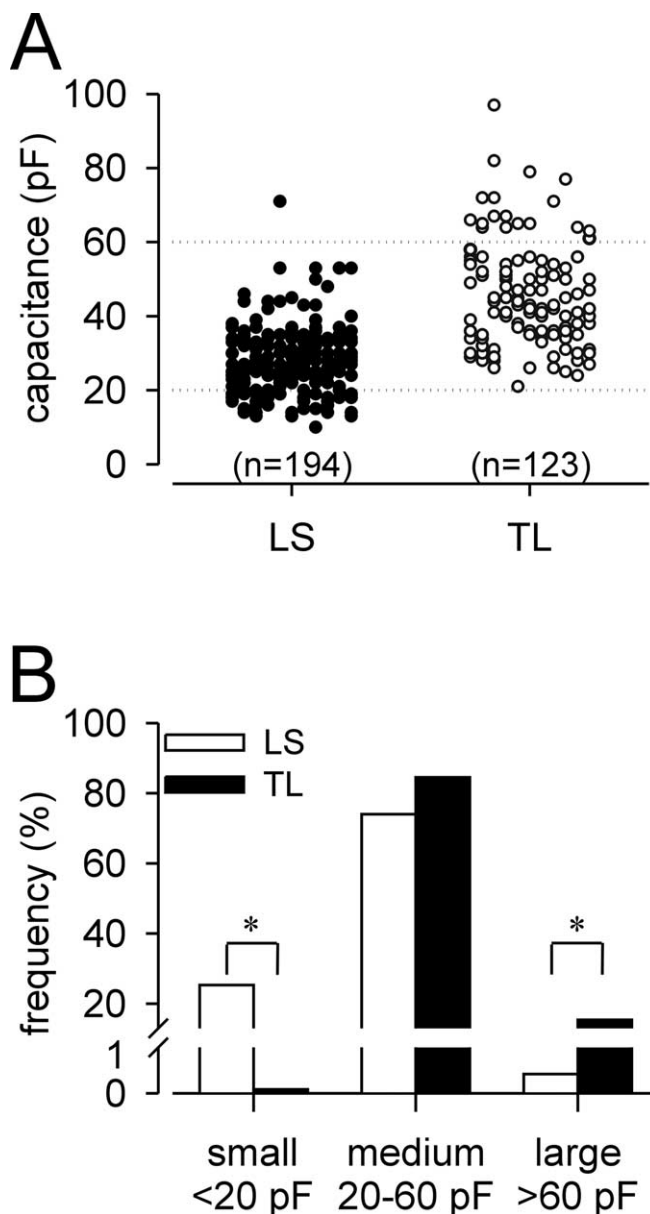 A
capacitance (pF)
100
80
60
40
20
0
(n=194) (n=123)
LS TL
B
frequency (%)
100
80
60
40
20
1
0
LS
TL
* *
small medium large
<20 pF 20-60 pF >60 pF